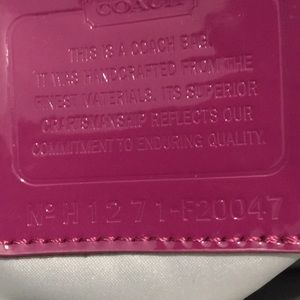 COACH
THIS IS A COACH BAG.
IT WAS HANDCRAFTED FROM THE
FINEST MATERIALS. ITS SUPERIOR
CRAFTSMANSHIP REFLECTS OUR
COMMITMENT TO ENDURING QUALITY.
Nº H1271-F20047